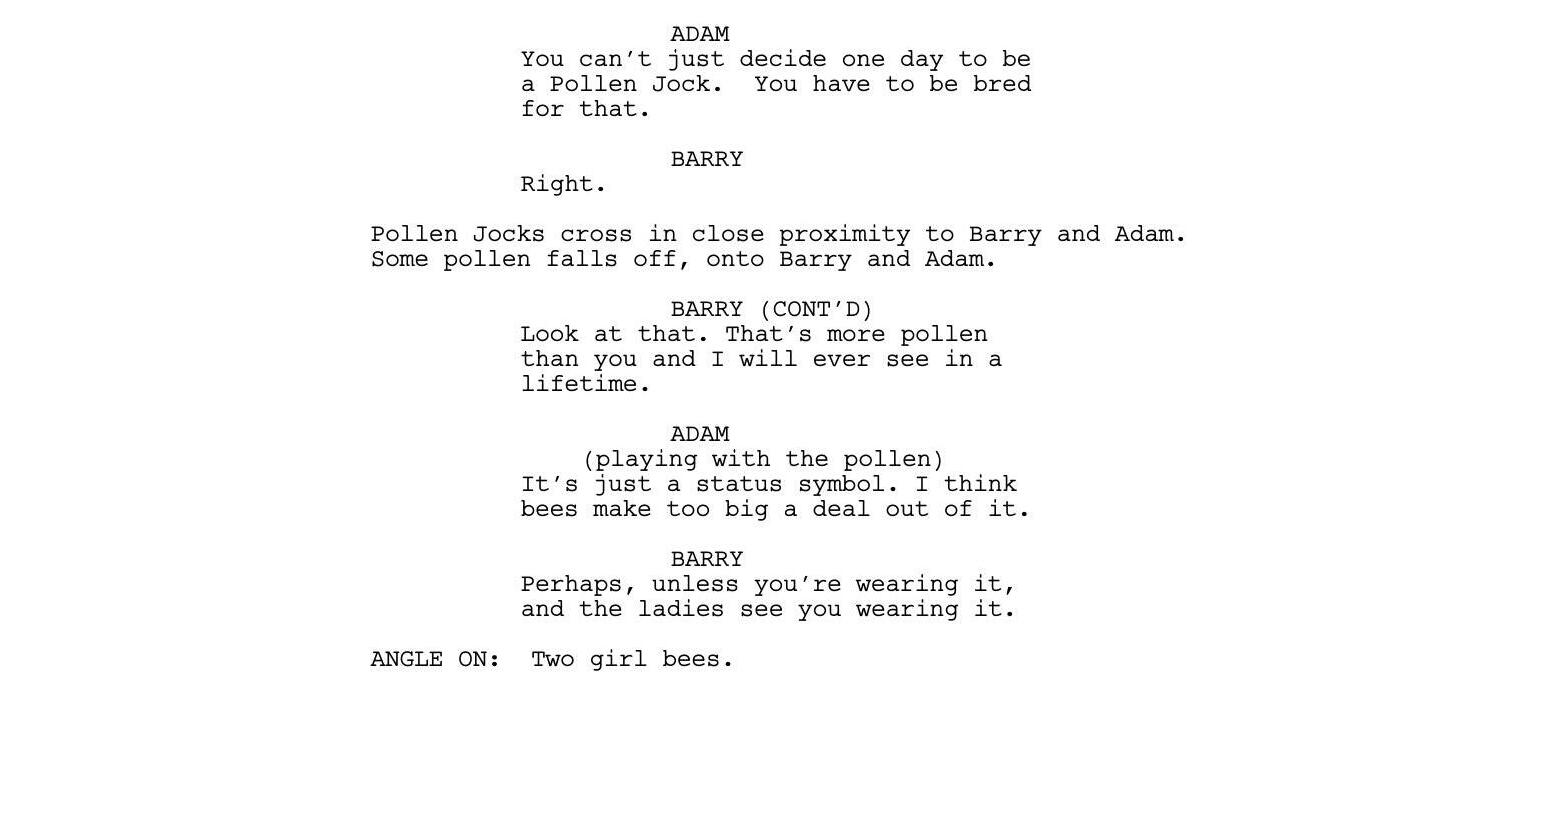 ADAM
You can’t just decide one day to be
a Pollen Jock.  You have to be bred
for that.
BARRY
Right.
Pollen Jocks cross in close proximity to Barry and Adam.
Some pollen falls off, onto Barry and Adam.
BARRY (CONT’D)
Look at that. That’s more pollen
than you and I will ever see in a
lifetime.
ADAM
(playing with the pollen)
It’s just a status symbol. I think
bees make too big a deal out of it.
BARRY
Perhaps, unless you’re wearing it,
and the ladies see you wearing it.
ANGLE ON:  Two girl bees.